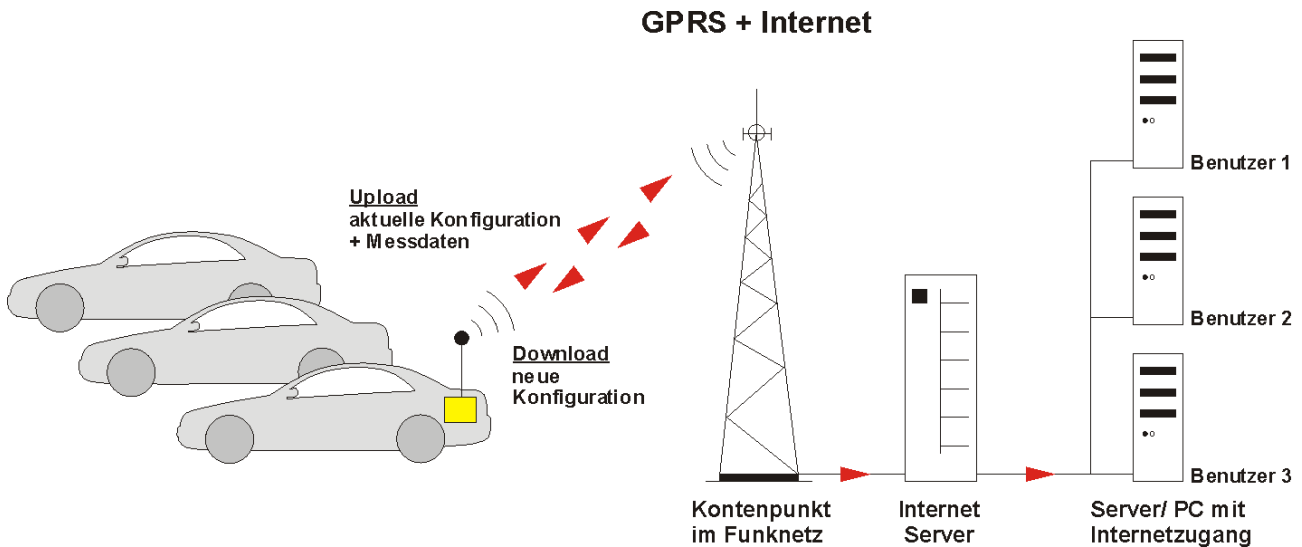 GPRS + Internet
Benutzer 1
Upload
aktuelle Konfiguration
+ Messdaten
Benutzer 2
Download
neue
Konfiguration
Benutzer 3
Kontenpunkt
im Funknetz
Internet
Server
Server/ PC mit
Internetzugang